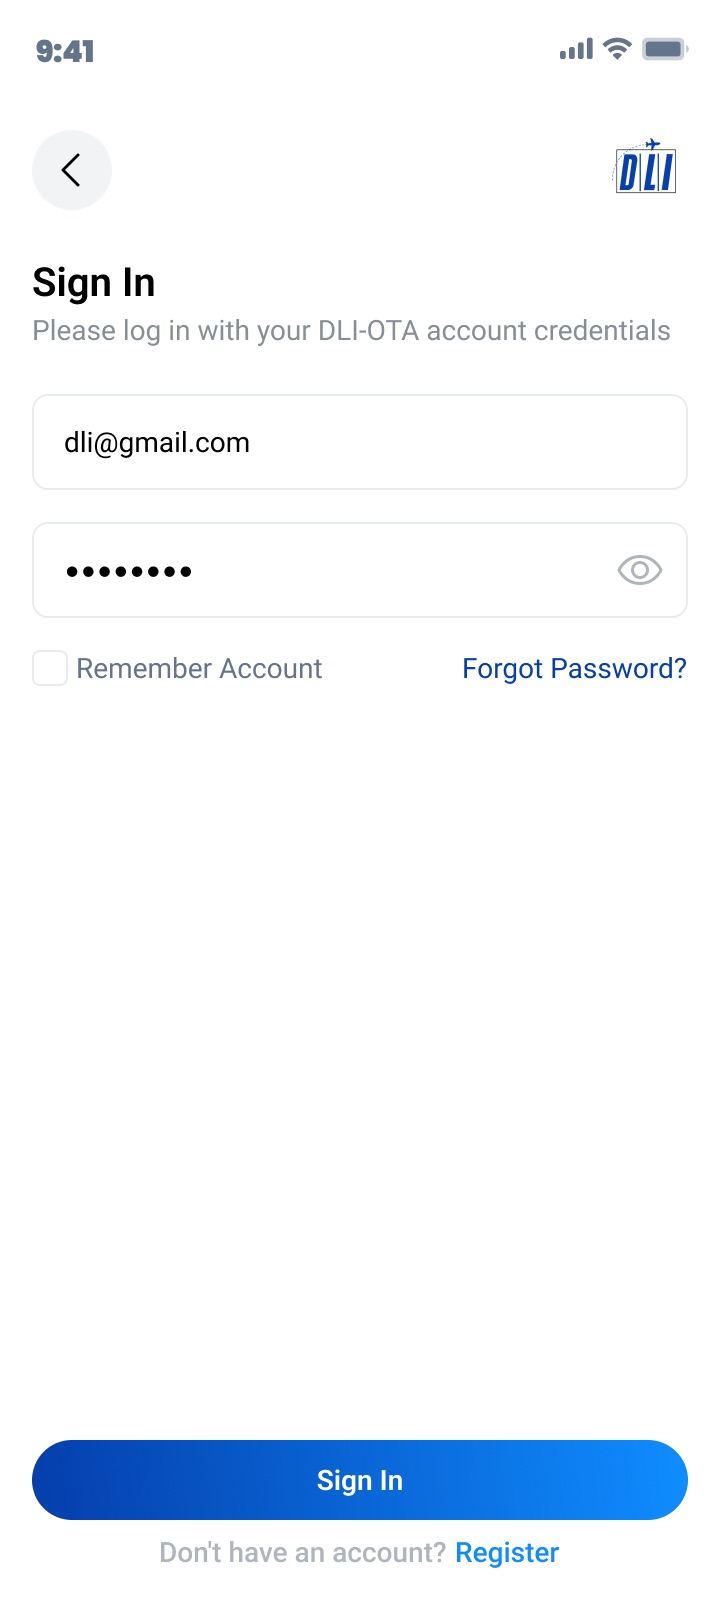 9:41
DLI
Sign In
Please log in with your DLI-OTA account credentials
dli@gmail.com
••••••••
Remember Account
Forgot Password?
Sign In
Don't have an account? Register